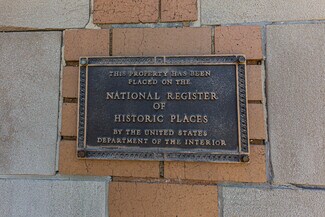 THIS PROPERTY HAS BEEN
PLACED ON THE
NATIONAL REGISTER
OF
HISTORIC PLACES
BY THE UNITED STATES
DEPARTMENT OF THE INTERIOR